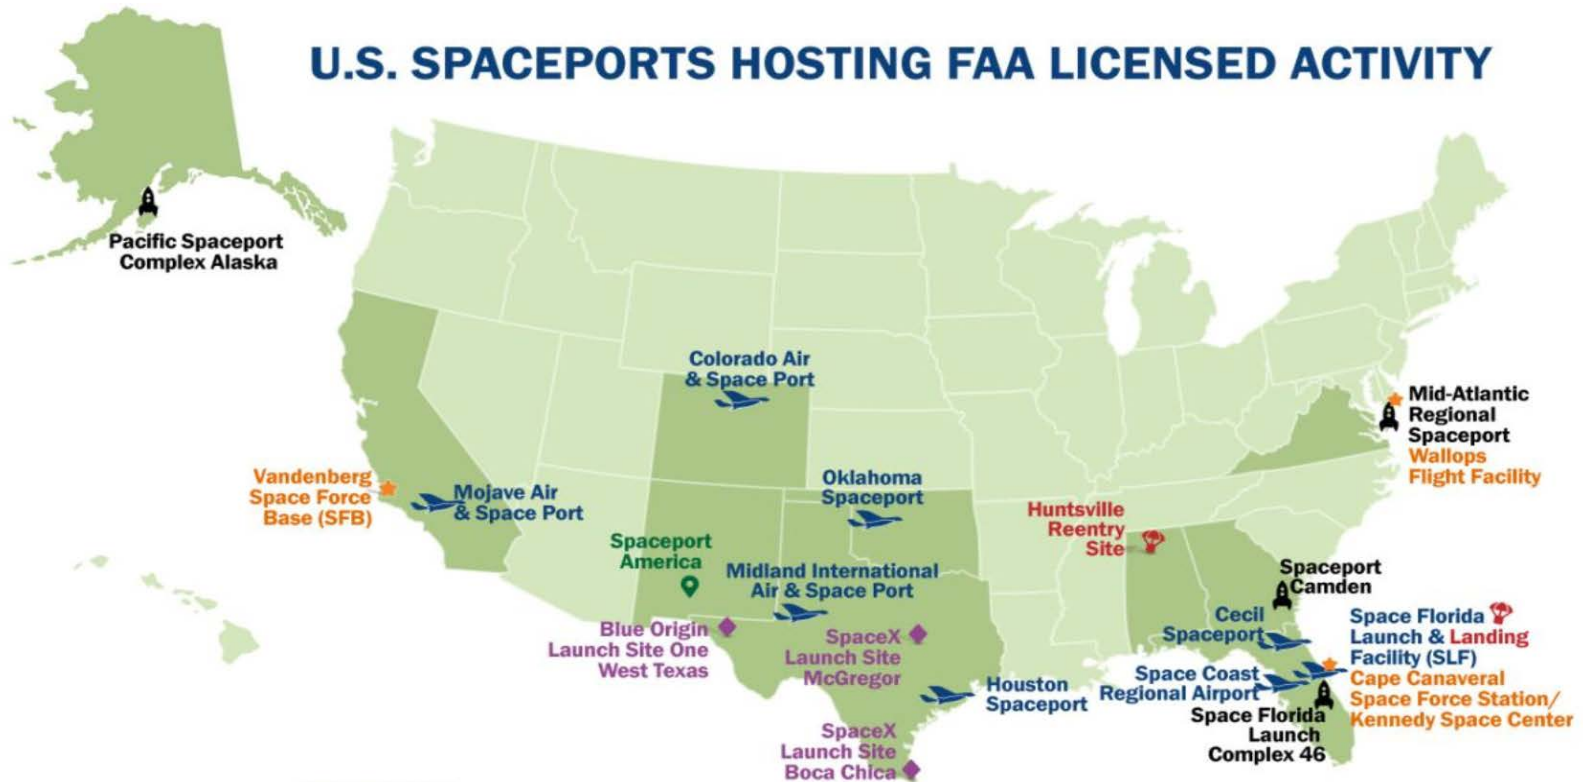 U.S. SPACEPORTS HOSTING FAA LICENSED ACTIVITY
Pacific Spaceport
Complex Alaska
Colorado Air
& Space Port
Mid-Atlantic
Regional
Spaceport
Wallops
Flight Facility
Vandenberg
Space Force
Base (SFB)
Mojave Air
& Space Port
Oklahoma
Spaceport
Huntsville
Reentry
Site
Spaceport
America
Midland International
Air & Space Port
Spaceport
Camden
Blue Origin
Launch Site One
West Texas
SpaceX
Launch Site
McGregor
Cecil
Spaceport
Space Florida
Launch & Landing
Facility (SLF)
Cape Canaveral
Space Force Station/
Kennedy Space Center
Houston
Spaceport
Space Coast
Regional Airport
Space Florida
Launch
Complex 46
SpaceX
Launch Site
Boca Chica